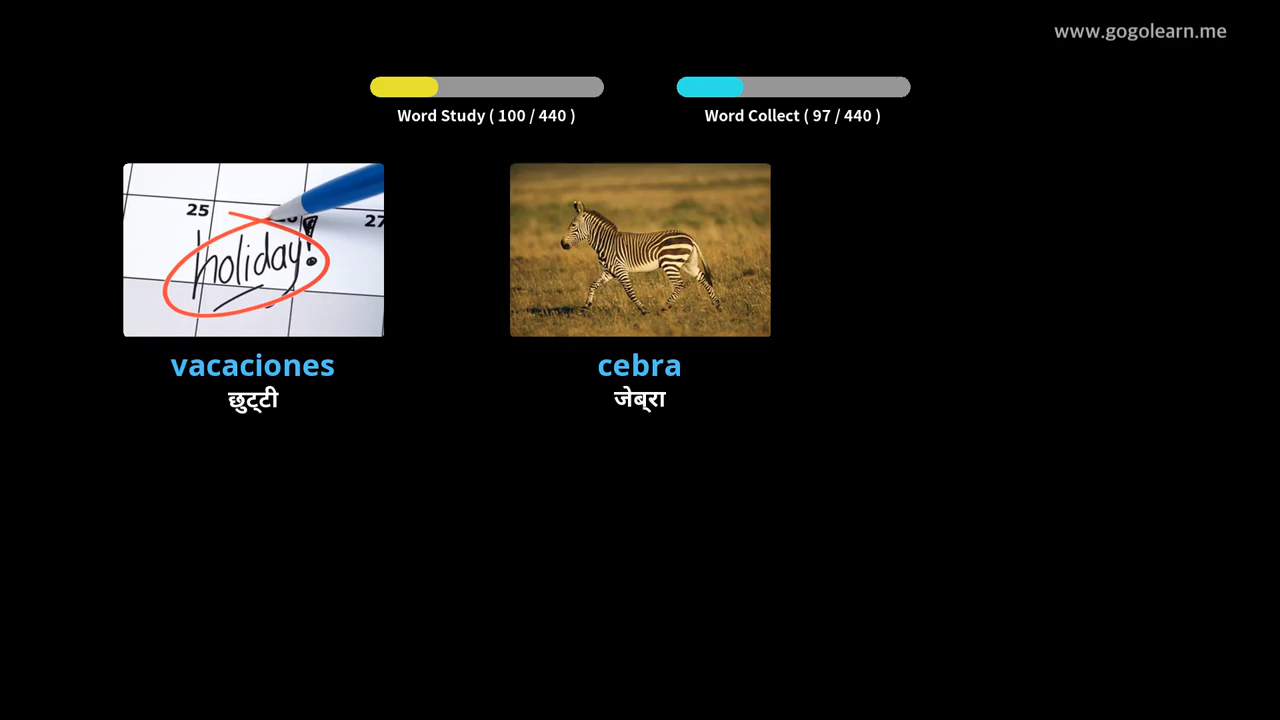 www.gogolearn.me
Word Study ( 100 / 440 )
Word Collect ( 97 / 440 )
25
27
holiday!
vacaciones
छुट्टी
cebra
जेब्रा